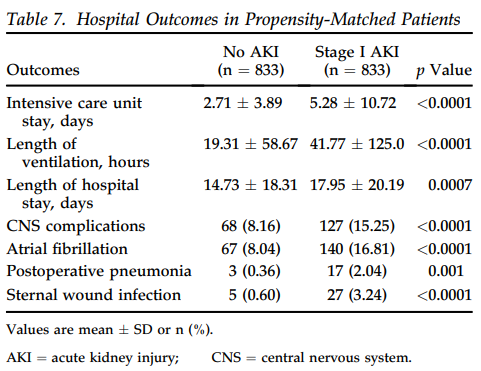 Table 7. Hospital Outcomes in Propensity-Matched Patients
Outcomes No AKI (n = 833) Stage I AKI (n = 833) p Value
Intensive care unit stay, days 2.71 ± 3.89 5.28 ± 10.72 <0.0001
Length of ventilation, hours 19.31 ± 58.67 41.77 ± 125.0 <0.0001
Length of hospital stay, days 14.73 ± 18.31 17.95 ± 20.19 0.0007
CNS complications 68 (8.16) 127 (15.25) <0.0001
Atrial fibrillation 67 (8.04) 140 (16.81) <0.0001
Postoperative pneumonia 3 (0.36) 17 (2.04) 0.001
Sternal wound infection 5 (0.60) 27 (3.24) <0.0001
Values are mean ± SD or n (%).
AKI = acute kidney injury; CNS = central nervous system.